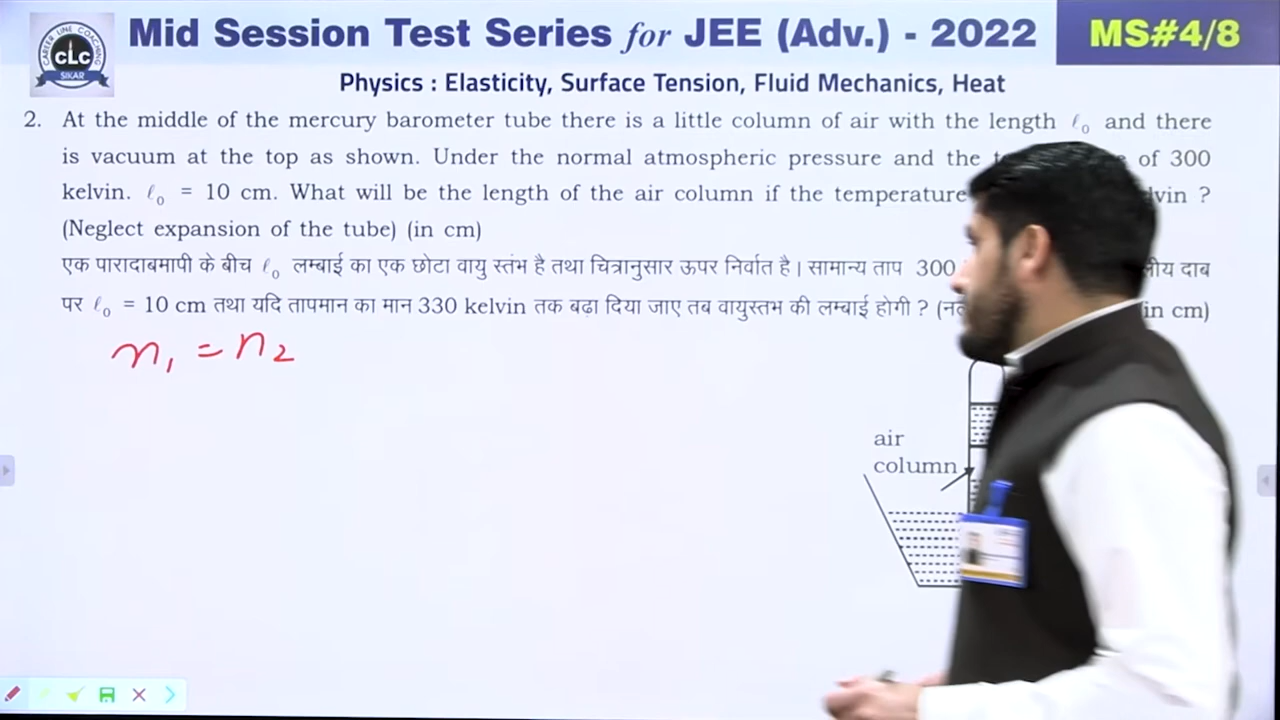 Mid Session Test Series for JEE (Adv.) - 2022
MS#4/8
CAREER LINE COACHING
CLC
SIKAR
Physics : Elasticity, Surface Tension, Fluid Mechanics, Heat
2. At the middle of the mercury barometer tube there is a little column of air with the length ℓ₀ and there
is vacuum at the top as shown. Under the normal atmospheric pressure and the of 300
kelvin. ℓ₀ = 10 cm. What will be the length of the air column if the temperature ?
(Neglect expansion of the tube) (in cm)
एक पारादाबमापी के बीच ℓ₀ लम्बाई का एक छोटा वायु स्तंभ है तथा चित्रानुसार ऊपर निर्वात है। सामान्य ताप 300 दाब
पर ℓ₀ = 10 cm तथा यदि तापमान का मान 330 kelvin तक बढा दिया जाए तब वायुस्तभ की लम्बाई होगी ? in cm)
n₁ = n₂
air
column